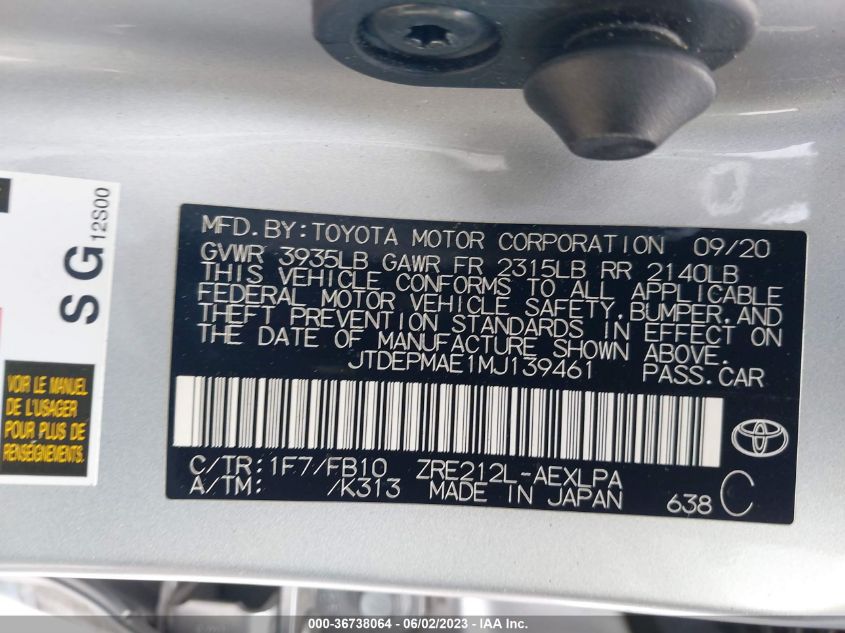 MFD. BY: TOYOTA MOTOR CORPORATION 09/20
GVWR 3935LB GAWR FR 2315LB RR 2140LB
THIS VEHICLE CONFORMS TO ALL APPLICABLE
FEDERAL MOTOR VEHICLE SAFETY, BUMPER, AND
THEFT PREVENTION STANDARDS IN EFFECT ON
THE DATE OF MANUFACTURE SHOWN ABOVE.
JTDEPMAE1MJ139461 PASS. CAR
C/TR: 1F7/FB10 ZRE212L-AEXLPA
A/TM: /K313 MADE IN JAPAN 638 C
SG 12S00
VOIR LE MANUEL
DE L'USAGER
POUR PLUS DE
RENSEIGNEMENTS.
000-36738064 - 06/02/2023 - IAAI.com